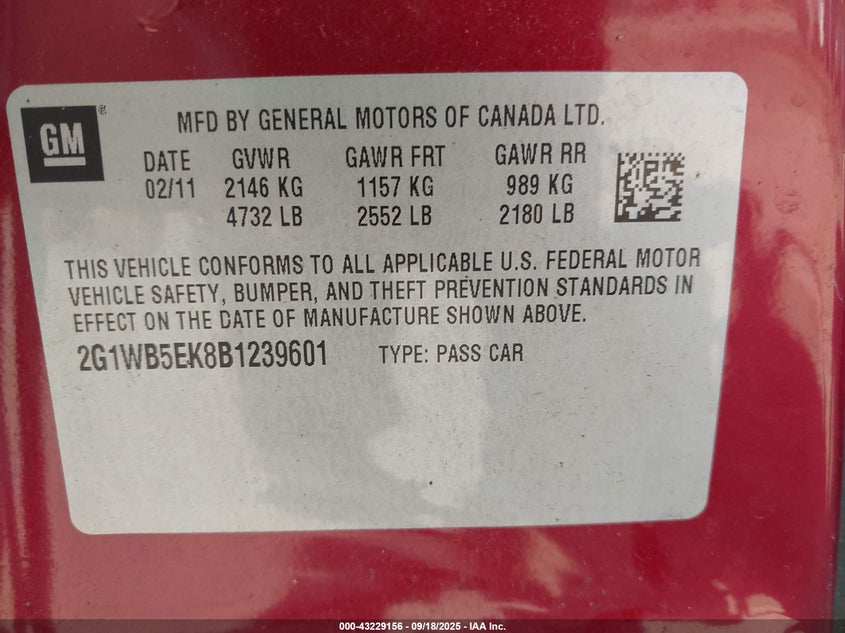 GM ®
MFD BY GENERAL MOTORS OF CANADA LTD.
DATE GVWR GAWR FRT GAWR RR
02/11 2146 KG 1157 KG 989 KG
4732 LB 2552 LB 2180 LB
THIS VEHICLE CONFORMS TO ALL APPLICABLE U.S. FEDERAL MOTOR
VEHICLE SAFETY, BUMPER, AND THEFT PREVENTION STANDARDS IN
EFFECT ON THE DATE OF MANUFACTURE SHOWN ABOVE.
2G1WB5EK8B1239601 TYPE: PASS CAR
000-43229156 - 09/18/2025 - IAA Inc.